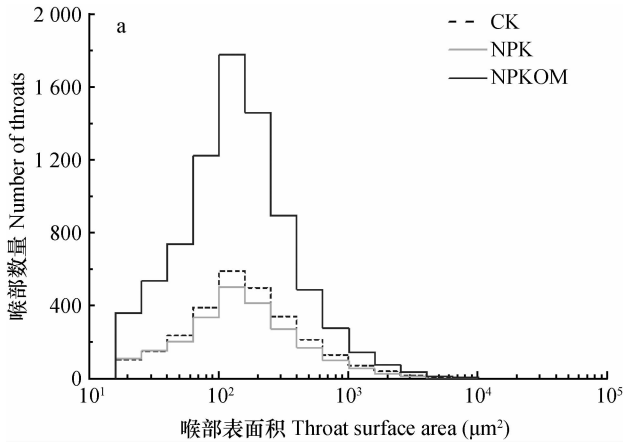 a
CK
NPK
NPKOM
2 000
1 600
1 200
800
400
0
喉部数量 Number of throats
10¹
10²
10³
10⁴
10⁵
喉部表面积 Throat surface area (μm²)